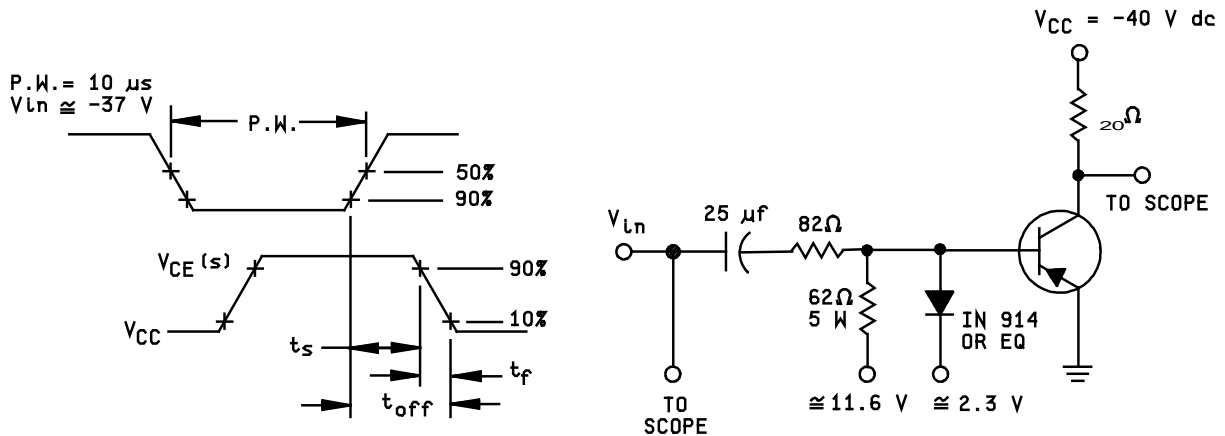 P.W.= 10 µs
Vin ≅ -37 V
P.W.
50%
90%
VCE (s)
90%
VCC
10%
ts
tf
toff
VCC = -40 V dc
20Ω
TO SCOPE
Vin
25 µf
82Ω
62Ω
5 W
IN 914
OR EQ
TO
SCOPE
≅ 11.6 V
≅ 2.3 V